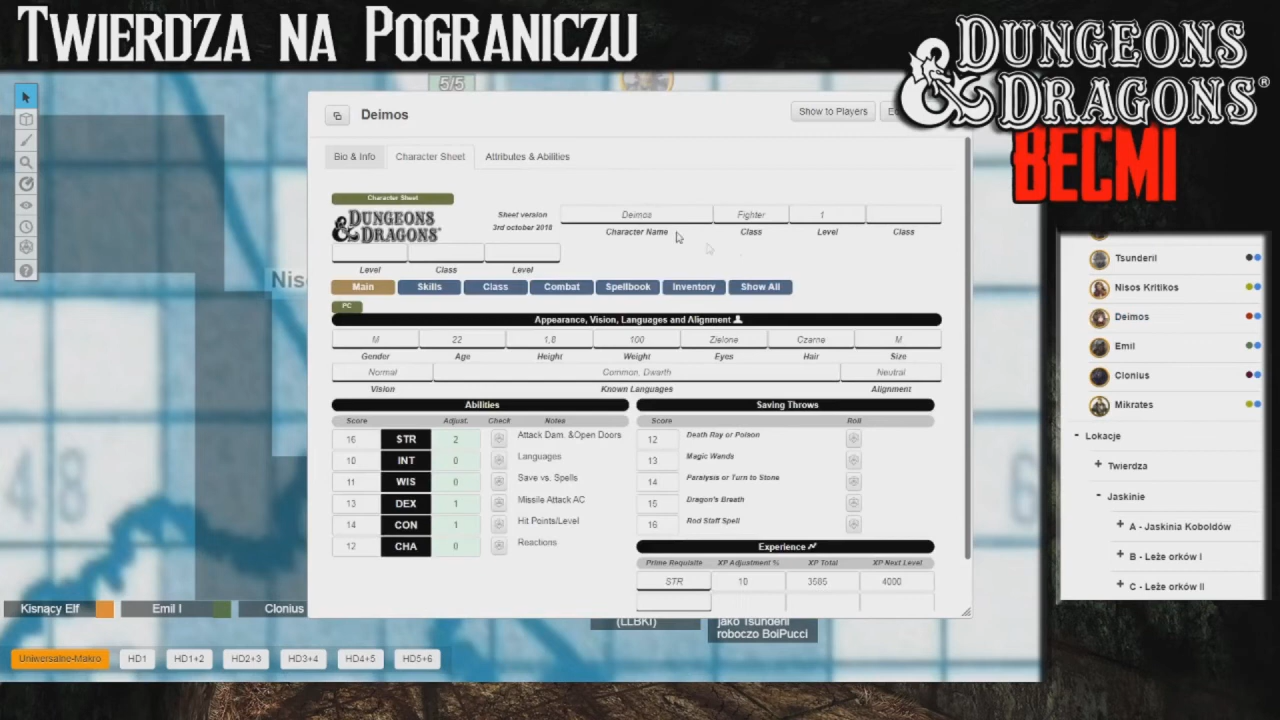 TWIERDZA NA POGRANICZU
DUNGEONS
& DRAGONS®
BECMI
5/5
Deimos
Show to Players
Bio & Info
Character Sheet
Attributes & Abilities
Character Sheet
DUNGEONS
& DRAGONS
Sheet version
3rd october 2018
Deimos Fighter 1
Character Name Class Level Class
Level Class Level
Main Skills Class Combat Spellbook Inventory Show All
PC
Appearance, Vision, Languages and Alignment
M 22 1,8 100 Zielone Czarne M
Gender Age Height Weight Eyes Hair Size
Normal Common, Dwarth Neutral
Vision Known Languages Alignment
Abilities
Score Adjust. Check Notes
16 STR 2 Attack Dam. &Open Doors
10 INT 0 Languages
11 WIS 0 Save vs. Spells
13 DEX 1 Missile Attack AC
14 CON 1 Hit Points/Level
12 CHA 0 Reactions
Saving Throws
Score Roll
12 Death Ray or Poison
13 Magic Wands
14 Paralysis or Turn to Stone
15 Dragon's Breath
16 Rod Staff Spell
Experience
Prime Requisite XP Adjustment % XP Total XP Next Level
STR 10 3585 4000
Nis
48
6
Tsunderil
Nisos Kritikos
Deimos
Emil
Clonius
Mikrates
- Lokacje
+ Twierdza
- Jaskinie
+ A - Jaskinia Koboldów
+ B - Leże orków I
+ C - Leże orków II
Kisnący Elf
Emil I
Clonius
(LLBKI)
jako Tsunderil
roboczo BoiPucci
Uniwersalne-Makro HD1 HD1+2 HD2+3 HD3+4 HD4+5 HD5+6